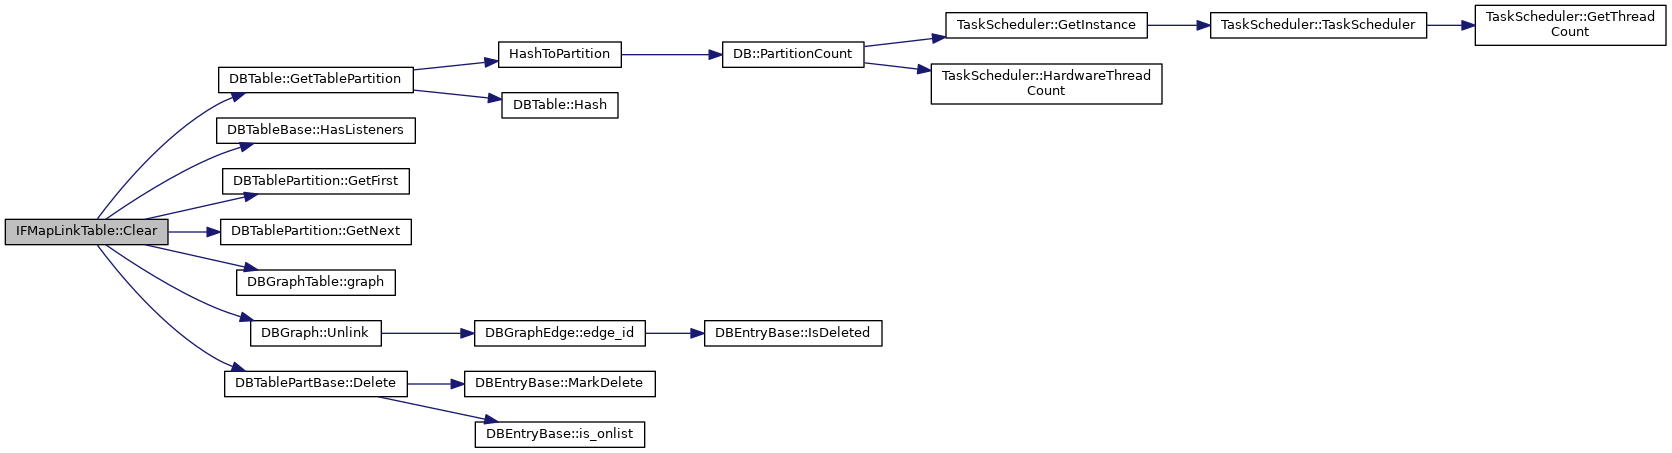 IFMapLinkTable::Clear
DBTable::GetTablePartition
HashToPartition
DB::PartitionCount
TaskScheduler::GetInstance
TaskScheduler::TaskScheduler
TaskScheduler::GetThread
Count
TaskScheduler::HardwareThread
Count
DBTable::Hash
DBTableBase::HasListeners
DBTablePartition::GetFirst
DBTablePartition::GetNext
DBGraphTable::graph
DBGraph::Unlink
DBGraphEdge::edge_id
DBEntryBase::IsDeleted
DBTablePartBase::Delete
DBEntryBase::MarkDelete
DBEntryBase::is_onlist